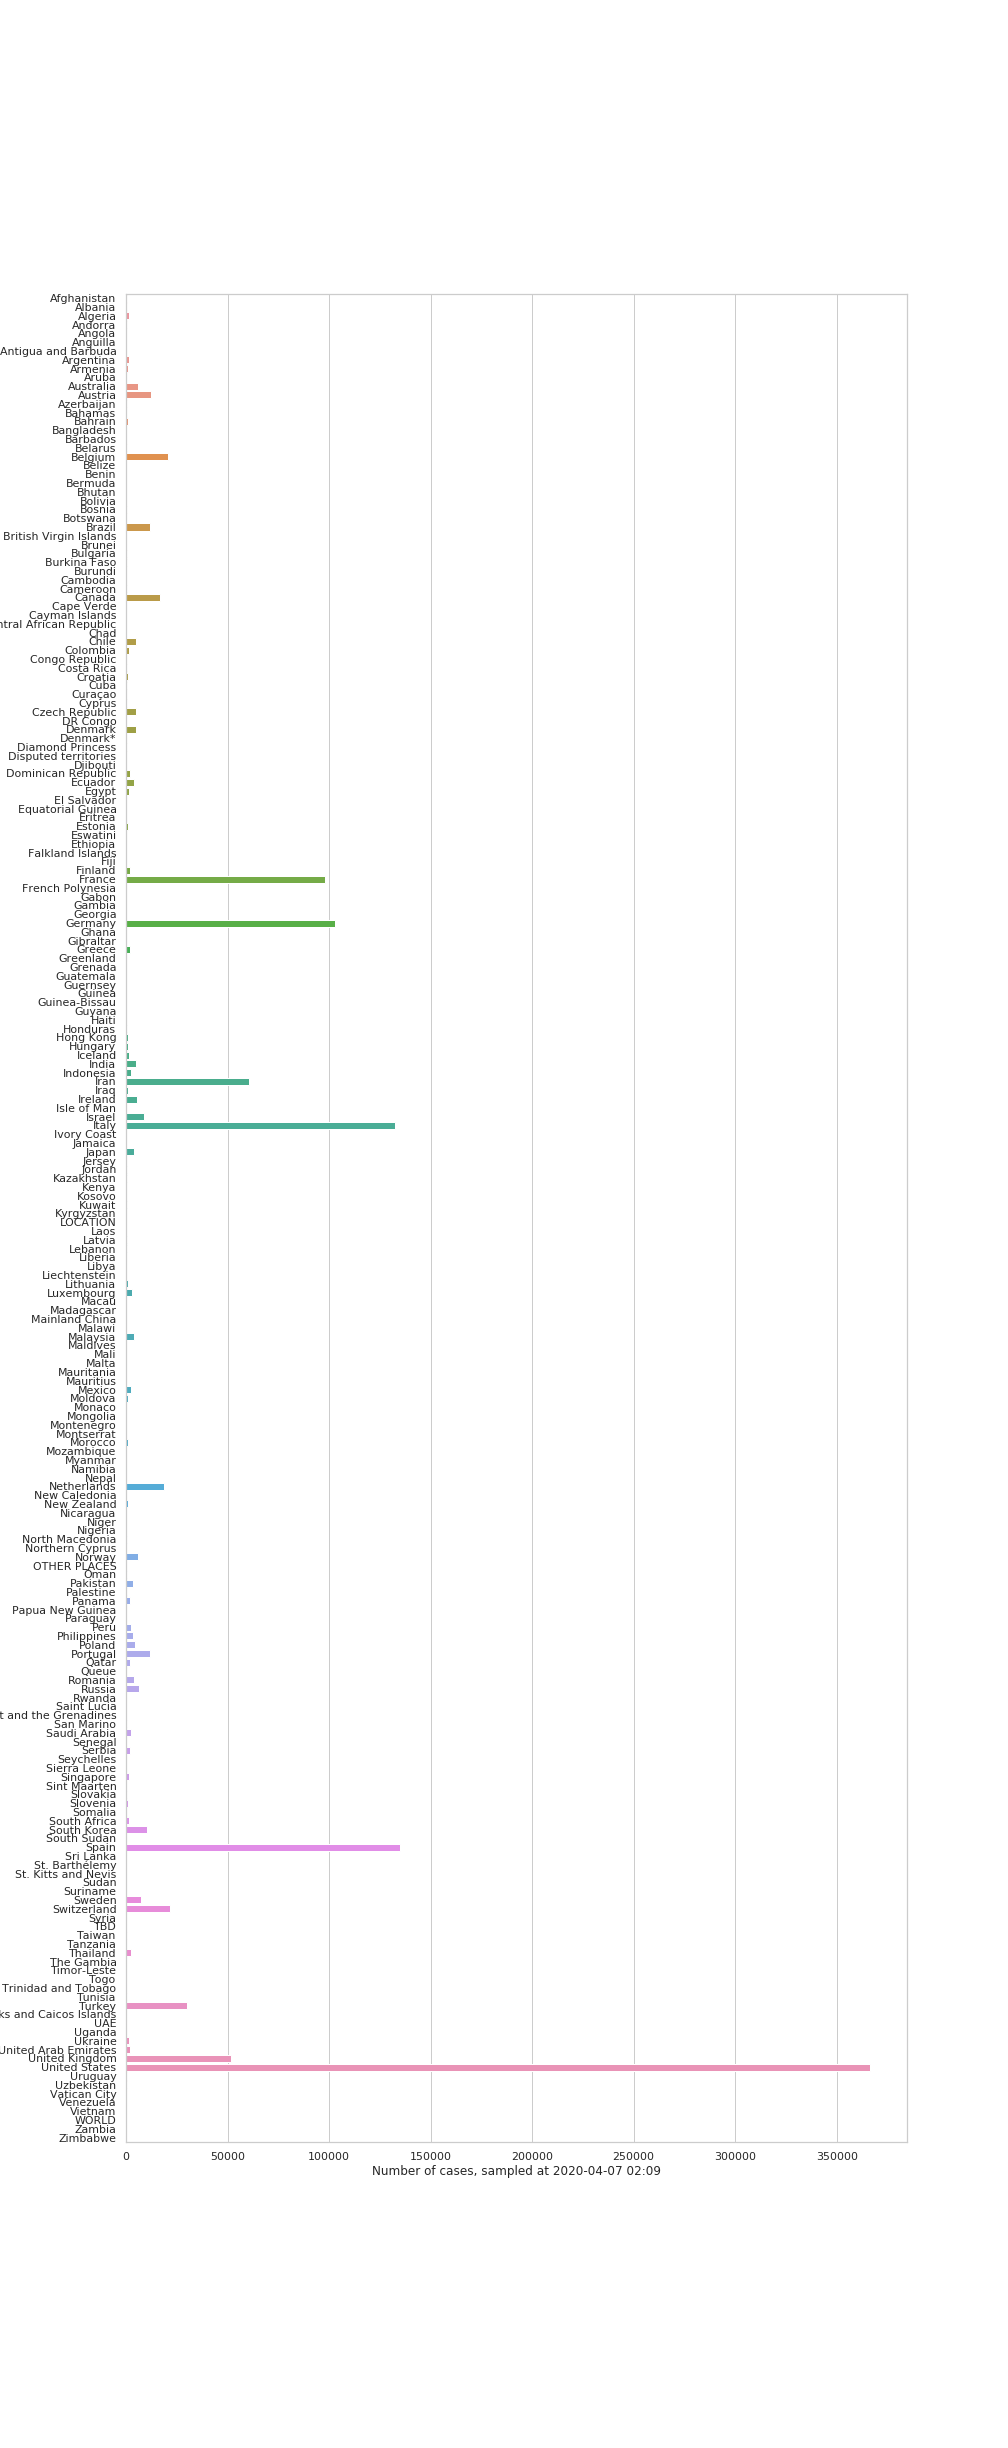 Afghanistan
Albania
Algeria
Andorra
Angola
Anguilla
Antigua and Barbuda
Argentina
Armenia
Aruba
Australia
Austria
Azerbaijan
Bahamas
Bahrain
Bangladesh
Barbados
Belarus
Belgium
Belize
Benin
Bermuda
Bhutan
Bolivia
Bosnia
Botswana
Brazil
British Virgin Islands
Brunei
Bulgaria
Burkina Faso
Burundi
Cambodia
Cameroon
Canada
Cape Verde
Cayman Islands
ntral African Republic
Chad
Chile
Colombia
Congo Republic
Costa Rica
Croatia
Cuba
Curaçao
Cyprus
Czech Republic
DR Congo
Denmark
Denmark*
Diamond Princess
Disputed territories
Djibouti
Dominican Republic
Ecuador
Egypt
El Salvador
Equatorial Guinea
Eritrea
Estonia
Eswatini
Ethiopia
Falkland Islands
Fiji
Finland
France
French Polynesia
Gabon
Gambia
Georgia
Germany
Ghana
Gibraltar
Greece
Greenland
Grenada
Guatemala
Guernsey
Guinea
Guinea-Bissau
Guyana
Haiti
Honduras
Hong Kong
Hungary
Iceland
India
Indonesia
Iran
Iraq
Ireland
Isle of Man
Israel
Italy
Ivory Coast
Jamaica
Japan
Jersey
Jordan
Kazakhstan
Kenya
Kosovo
Kuwait
Kyrgyzstan
LOCATION
Laos
Latvia
Lebanon
Liberia
Libya
Liechtenstein
Lithuania
Luxembourg
Macau
Madagascar
Mainland China
Malawi
Malaysia
Maldives
Mali
Malta
Mauritania
Mauritius
Mexico
Moldova
Monaco
Mongolia
Montenegro
Montserrat
Morocco
Mozambique
Myanmar
Namibia
Nepal
Netherlands
New Caledonia
New Zealand
Nicaragua
Niger
Nigeria
North Macedonia
Northern Cyprus
Norway
OTHER PLACES
Oman
Pakistan
Palestine
Panama
Papua New Guinea
Paraguay
Peru
Philippines
Poland
Portugal
Qatar
Queue
Romania
Russia
Rwanda
Saint Lucia
t and the Grenadines
San Marino
Saudi Arabia
Senegal
Serbia
Seychelles
Sierra Leone
Singapore
Sint Maarten
Slovakia
Slovenia
Somalia
South Africa
South Korea
South Sudan
Spain
Sri Lanka
St. Barthélemy
St. Kitts and Nevis
Sudan
Suriname
Sweden
Switzerland
Syria
TBD
Taiwan
Tanzania
Thailand
The Gambia
Timor-Leste
Togo
Trinidad and Tobago
Tunisia
Turkey
ks and Caicos Islands
UAE
Uganda
Ukraine
United Arab Emirates
United Kingdom
United States
Uruguay
Uzbekistan
Vatican City
Venezuela
Vietnam
WORLD
Zambia
Zimbabwe
0 50000 100000 150000 200000 250000 300000 350000
Number of cases, sampled at 2020-04-07 02:09